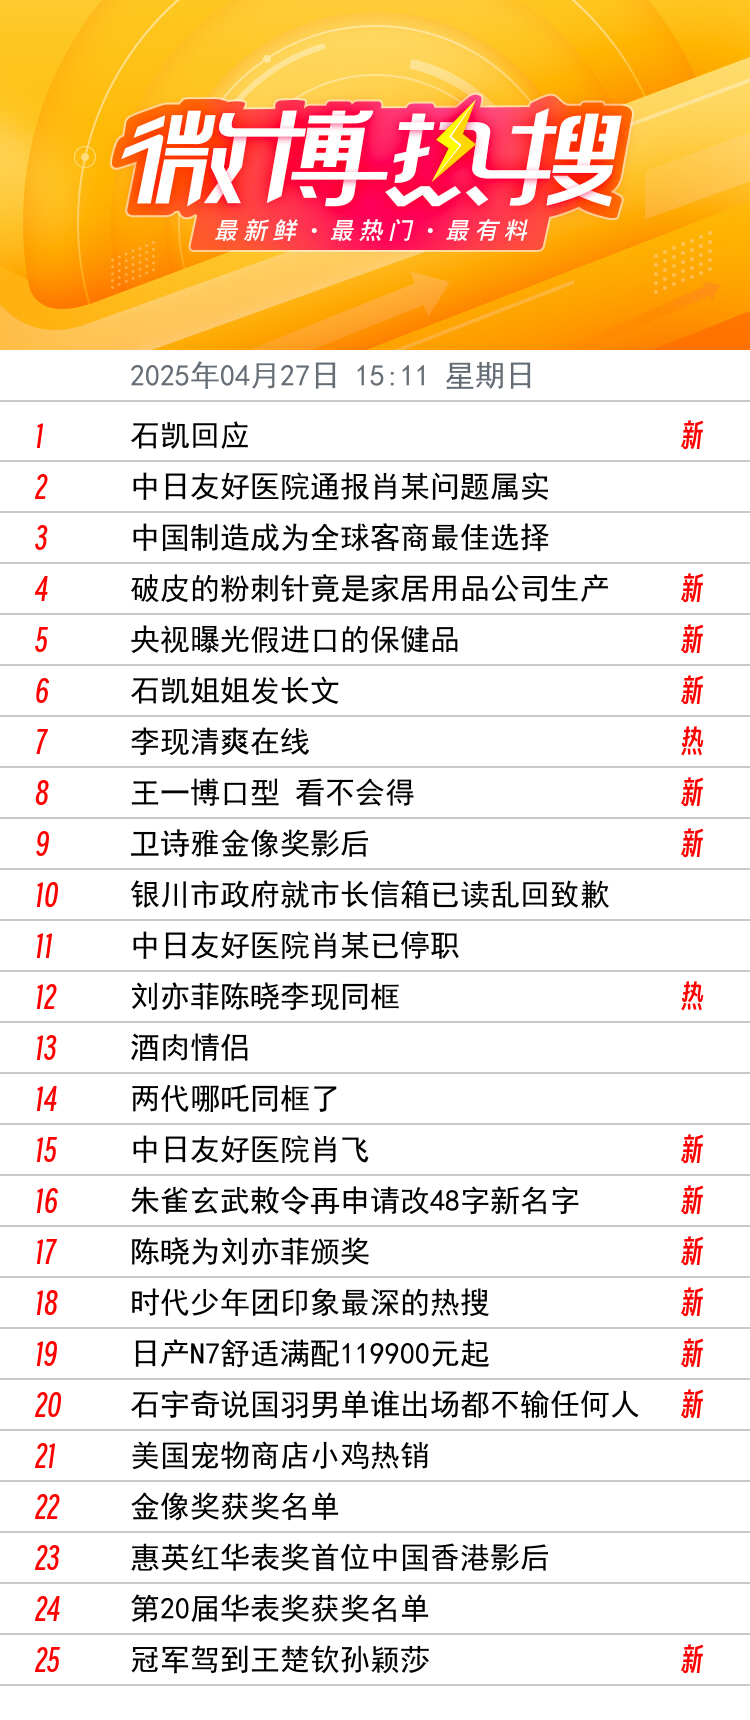 微博热搜
最新鲜·最热门·最有料
2025年04月27日 15:11 星期日
1 石凯回应 新
2 中日友好医院通报肖某问题属实
3 中国制造成为全球客商最佳选择
4 破皮的粉刺针竟是家居用品公司生产 新
5 央视曝光假进口的保健品 新
6 石凯姐姐发长文 新
7 李现清爽在线 热
8 王一博口型 看不会得 新
9 卫诗雅金像奖影后 新
10 银川市政府就市长信箱已读乱回致歉
11 中日友好医院肖某已停职
12 刘亦菲陈晓李现同框 热
13 酒肉情侣
14 两代哪吒同框了
15 中日友好医院肖飞 新
16 朱雀玄武敕令再申请改48字新名字 新
17 陈晓为刘亦菲颁奖 新
18 时代少年团印象最深的热搜 新
19 日产N7舒适满配119900元起 新
20 石宇奇说国羽男单谁出场都不输任何人 新
21 美国宠物商店小鸡热销
22 金像奖获奖名单
23 惠英红华表奖首位中国香港影后
24 第20届华表奖获奖名单
25 冠军驾到王楚钦孙颖莎 新